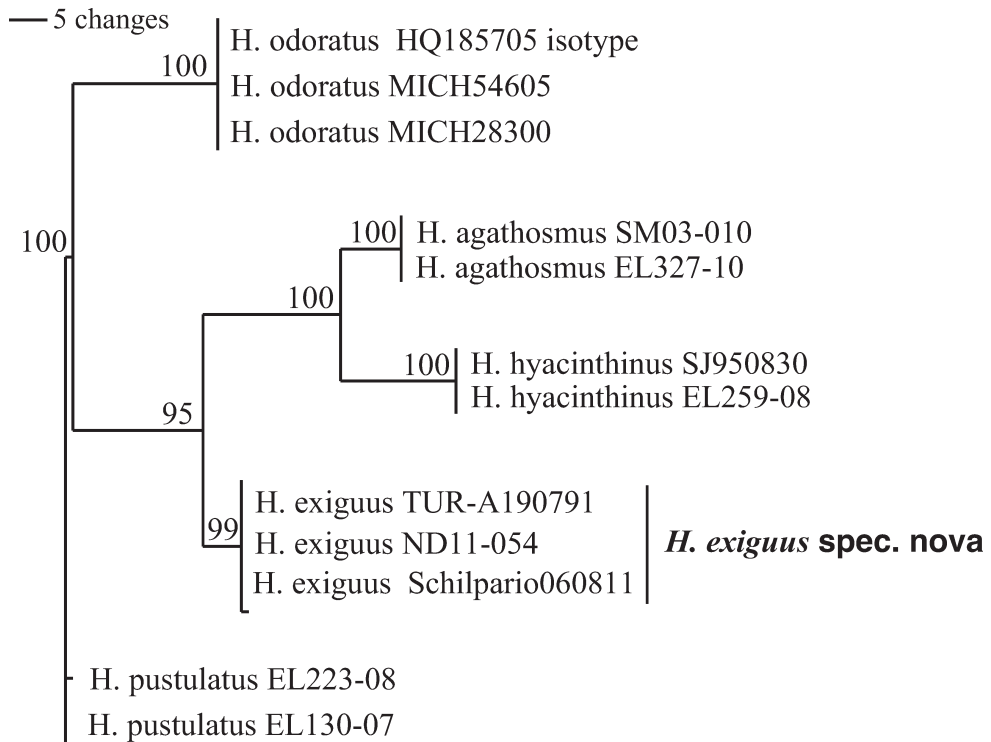 5 changes
H. odoratus HQ185705 isotype
100
H. odoratus MICH54605
H. odoratus MICH28300
100
100
H. agathosmus SM03-010
H. agathosmus EL327-10
100
100
H. hyacinthinus SJ950830
H. hyacinthinus EL259-08
95
H. exiguus TUR-A190791
99
H. exiguus ND11-054
H. exiguus Schilpario060811
H. exiguus spec. nova
H. pustulatus EL223-08
H. pustulatus EL130-07